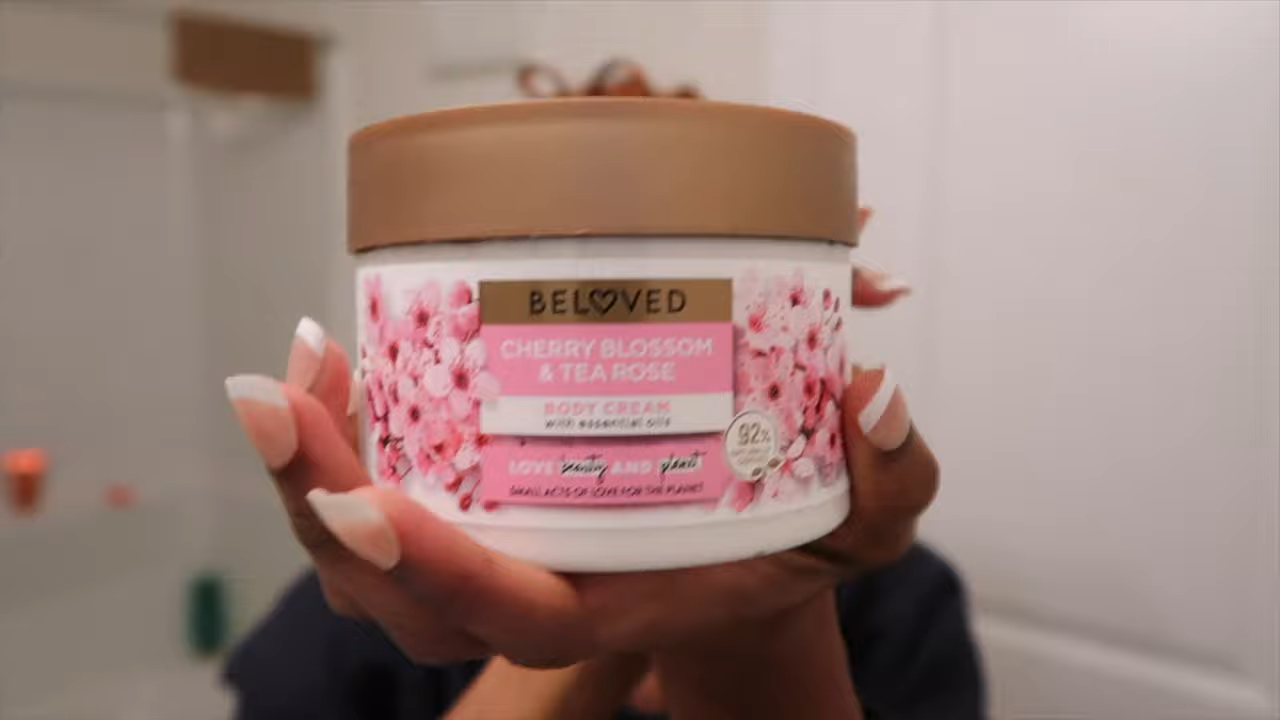 BELOVED
CHERRY BLOSSOM
& TEA ROSE
BODY CREAM
with essential oils
92%
LOVE beauty AND planet
SMALL ACTS OF LOVE FOR THE PLANET